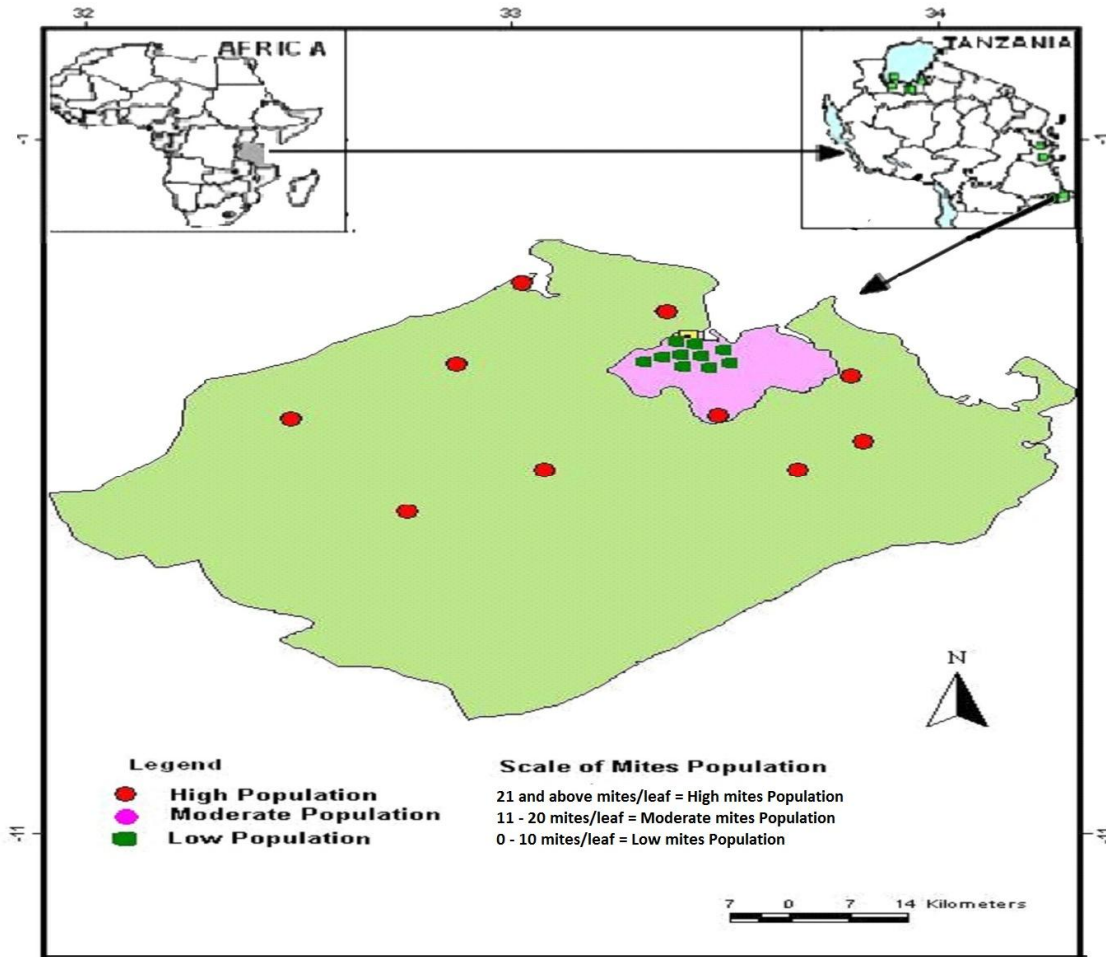 32 33 34
AFRICA
TANZANIA
-1 -1
N
Legend
High Population
Moderate Population
Low Population
Scale of Mites Population
21 and above mites/leaf = High mites Population
11 - 20 mites/leaf = Moderate mites Population
0 - 10 mites/leaf = Low mites Population
-11 -11
7 0 7 14 Kilometers